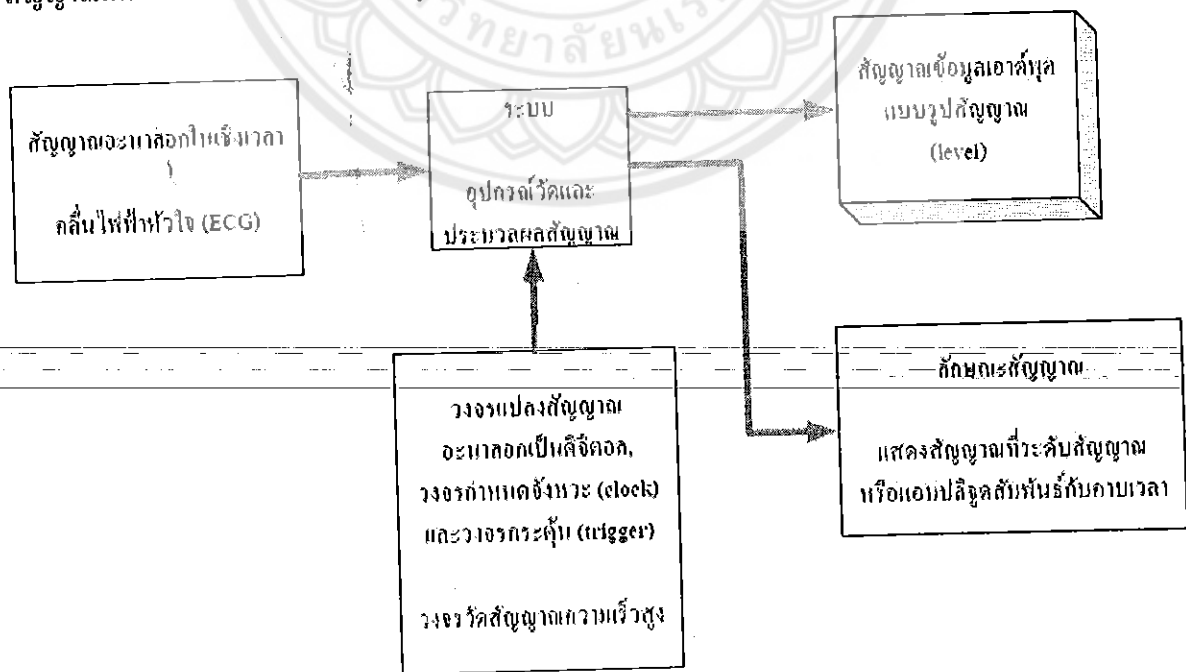 วิทยาลัยนเร
สัญญาณอะนาลอกในเชิงเวลา
)
คลื่นไฟฟ้าหัวใจ (ECG)
ระบบ
อุปกรณ์วัดและ
ประมวลผลสัญญาณ
สัญญาณข้อมูลเอาต์พุต
แบบรูปสัญญาณ
(level)
วงจรแปลงสัญญาณ
อะนาลอกเป็นดิจิตอล,
วงจรกำหนดจังหวะ (clock)
และวงจรกระตุ้น (trigger)
วงจรวัดสัญญาณความเร็วสูง
ลักษณะสัญญาณ
แสดงสัญญาณที่ระดับสัญญาณ
หรือแอมปลิจูดสัมพันธ์กับคาบเวลา